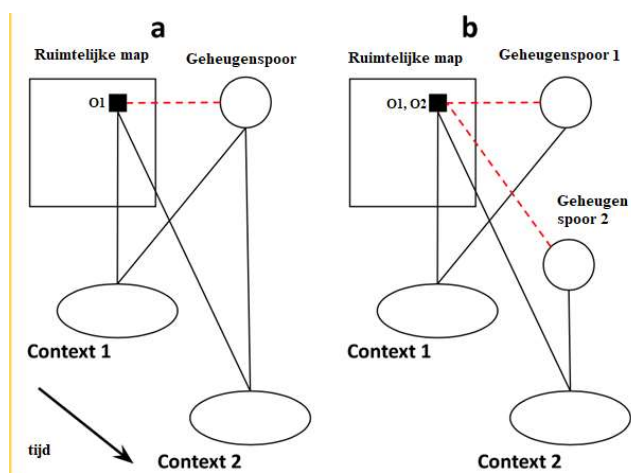 a
Ruimtelijke map
Geheugenspoor
O1
Context 1
tijd
Context 2
b
Ruimtelijke map
Geheugenspoor 1
O1, O2
Geheugen
spoor 2
Context 1
Context 2